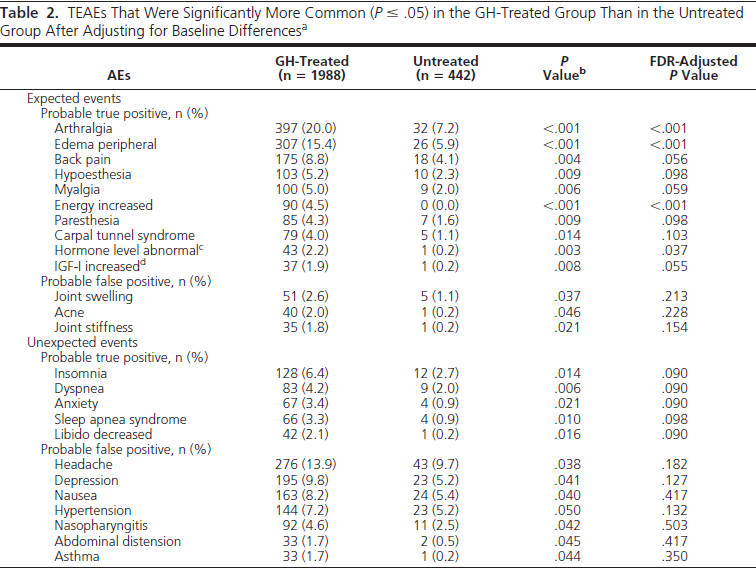 Table 2. TEAEs That Were Significantly More Common (P ≤ .05) in the GH-Treated Group Than in the Untreated
Group After Adjusting for Baseline Differencesa
AEs GH-Treated (n = 1988) Untreated (n = 442) P Valueb FDR-Adjusted P Value
Expected events
Probable true positive, n (%)
Arthralgia 397 (20.0) 32 (7.2) <.001 <.001
Edema peripheral 307 (15.4) 26 (5.9) <.001 <.001
Back pain 175 (8.8) 18 (4.1) .004 .056
Hypoesthesia 103 (5.2) 10 (2.3) .009 .098
Myalgia 100 (5.0) 9 (2.0) .006 .059
Energy increased 90 (4.5) 0 (0.0) <.001 <.001
Paresthesia 85 (4.3) 7 (1.6) .009 .098
Carpal tunnel syndrome 79 (4.0) 5 (1.1) .014 .103
Hormone level abnormalc 43 (2.2) 1 (0.2) .003 .037
IGF-I increasedd 37 (1.9) 1 (0.2) .008 .055
Probable false positive, n (%)
Joint swelling 51 (2.6) 5 (1.1) .037 .213
Acne 40 (2.0) 1 (0.2) .046 .228
Joint stiffness 35 (1.8) 1 (0.2) .021 .154
Unexpected events
Probable true positive, n (%)
Insomnia 128 (6.4) 12 (2.7) .014 .090
Dyspnea 83 (4.2) 9 (2.0) .006 .090
Anxiety 67 (3.4) 4 (0.9) .021 .090
Sleep apnea syndrome 66 (3.3) 4 (0.9) .010 .098
Libido decreased 42 (2.1) 1 (0.2) .016 .090
Probable false positive, n (%)
Headache 276 (13.9) 43 (9.7) .038 .182
Depression 195 (9.8) 23 (5.2) .041 .127
Nausea 163 (8.2) 24 (5.4) .040 .417
Hypertension 144 (7.2) 23 (5.2) .050 .132
Nasopharyngitis 92 (4.6) 11 (2.5) .042 .503
Abdominal distension 33 (1.7) 2 (0.5) .045 .417
Asthma 33 (1.7) 1 (0.2) .044 .350